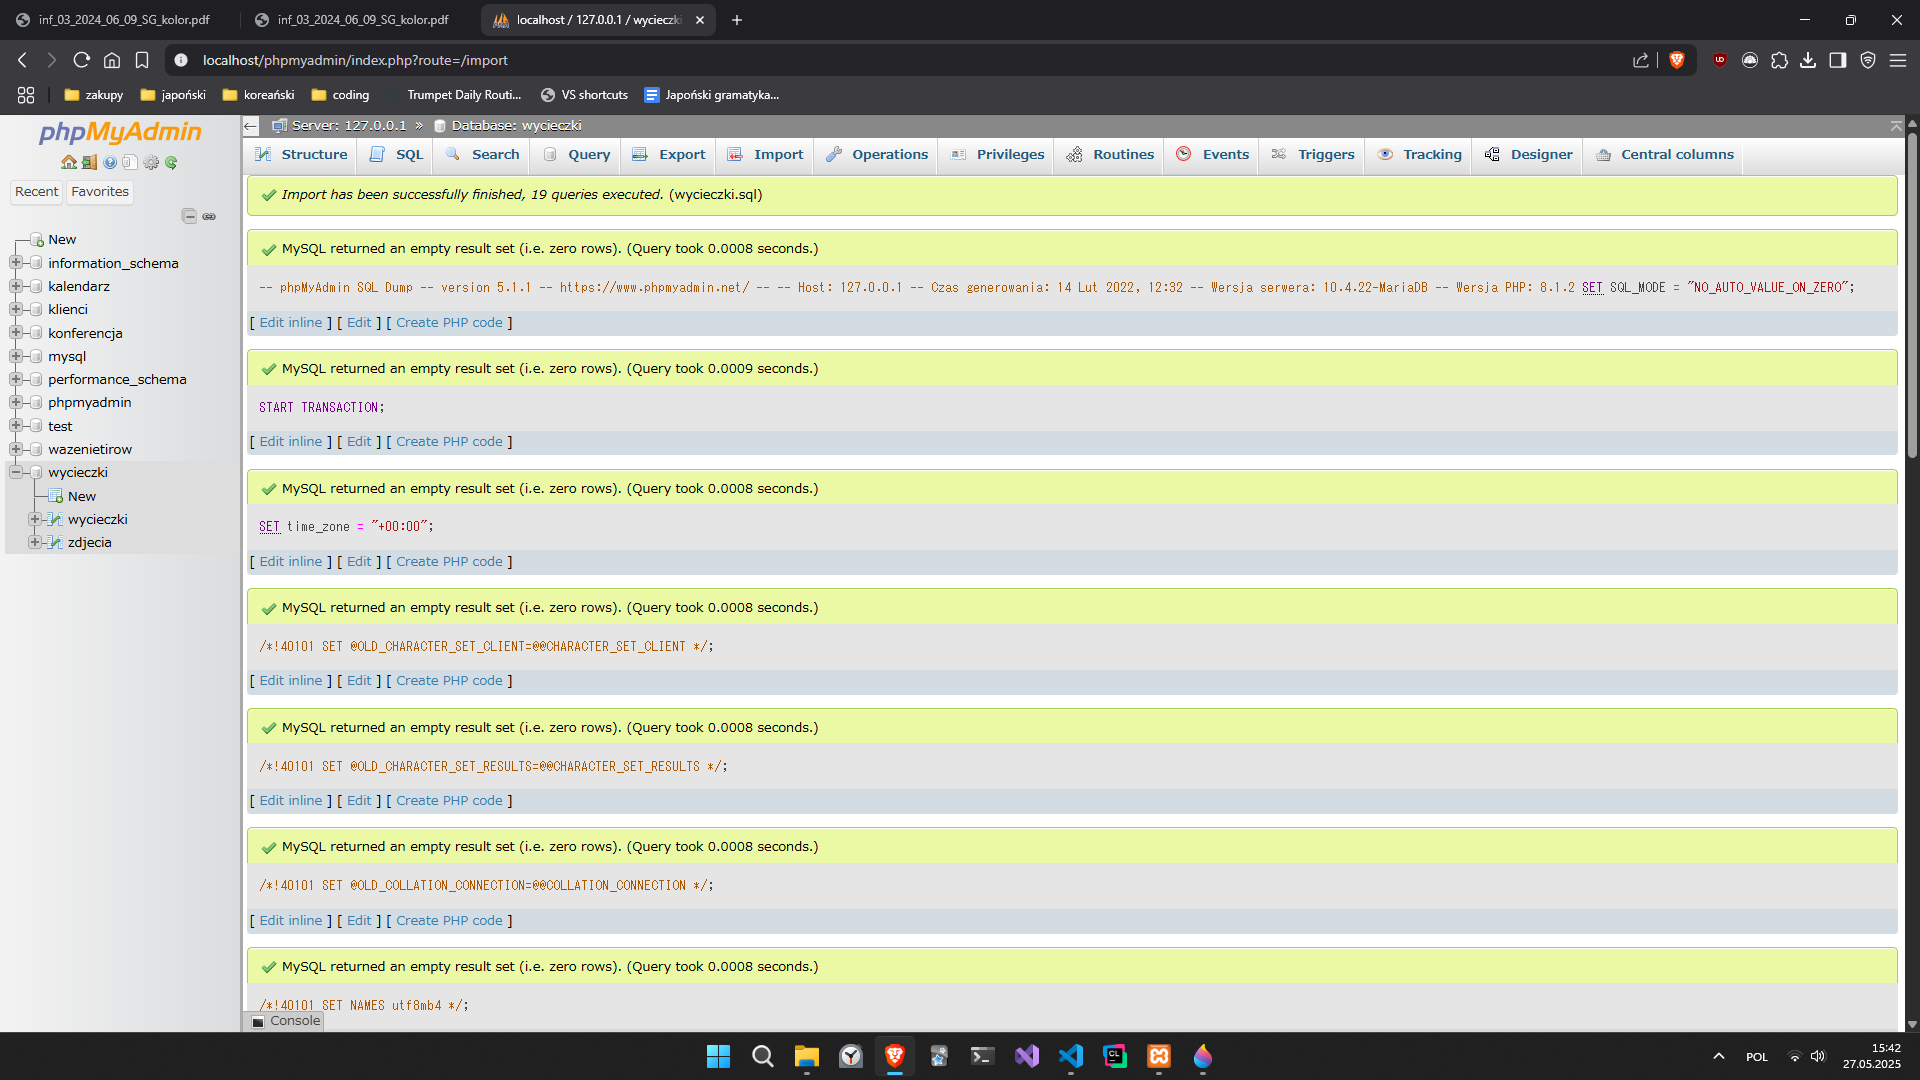 inf_03_2024_06_09_SG_kolor.pdf
inf_03_2024_06_09_SG_kolor.pdf
localhost / 127.0.0.1 / wycieczki
localhost/phpmyadmin/index.php?route=/import
zakupy
japoński
koreański
coding
Trumpet Daily Routi...
VS shortcuts
Japoński gramatyka...
phpMyAdmin
Recent
Favorites
New
information_schema
kalendarz
klienci
konferencja
mysql
performance_schema
phpmyadmin
test
wazenietirow
wycieczki
New
wycieczki
zdjecia
Server: 127.0.0.1 » Database: wycieczki
Structure
SQL
Search
Query
Export
Import
Operations
Privileges
Routines
Events
Triggers
Tracking
Designer
Central columns
Import has been successfully finished, 19 queries executed. (wycieczki.sql)
MySQL returned an empty result set (i.e. zero rows). (Query took 0.0008 seconds.)
-- phpMyAdmin SQL Dump -- version 5.1.1 -- https://www.phpmyadmin.net/ -- -- Host: 127.0.0.1 -- Czas generowania: 14 Lut 2022, 12:32 -- Wersja serwera: 10.4.22-MariaDB -- Wersja PHP: 8.1.2 SET SQL_MODE = "NO_AUTO_VALUE_ON_ZERO";
[ Edit inline ] [ Edit ] [ Create PHP code ]
MySQL returned an empty result set (i.e. zero rows). (Query took 0.0009 seconds.)
START TRANSACTION;
[ Edit inline ] [ Edit ] [ Create PHP code ]
MySQL returned an empty result set (i.e. zero rows). (Query took 0.0008 seconds.)
SET time_zone = "+00:00";
[ Edit inline ] [ Edit ] [ Create PHP code ]
MySQL returned an empty result set (i.e. zero rows). (Query took 0.0008 seconds.)
/*!40101 SET @OLD_CHARACTER_SET_CLIENT=@@CHARACTER_SET_CLIENT */;
[ Edit inline ] [ Edit ] [ Create PHP code ]
MySQL returned an empty result set (i.e. zero rows). (Query took 0.0008 seconds.)
/*!40101 SET @OLD_CHARACTER_SET_RESULTS=@@CHARACTER_SET_RESULTS */;
[ Edit inline ] [ Edit ] [ Create PHP code ]
MySQL returned an empty result set (i.e. zero rows). (Query took 0.0008 seconds.)
/*!40101 SET @OLD_COLLATION_CONNECTION=@@COLLATION_CONNECTION */;
[ Edit inline ] [ Edit ] [ Create PHP code ]
MySQL returned an empty result set (i.e. zero rows). (Query took 0.0008 seconds.)
/*!40101 SET NAMES utf8mb4 */;
Console
POL
15:42
27.05.2025